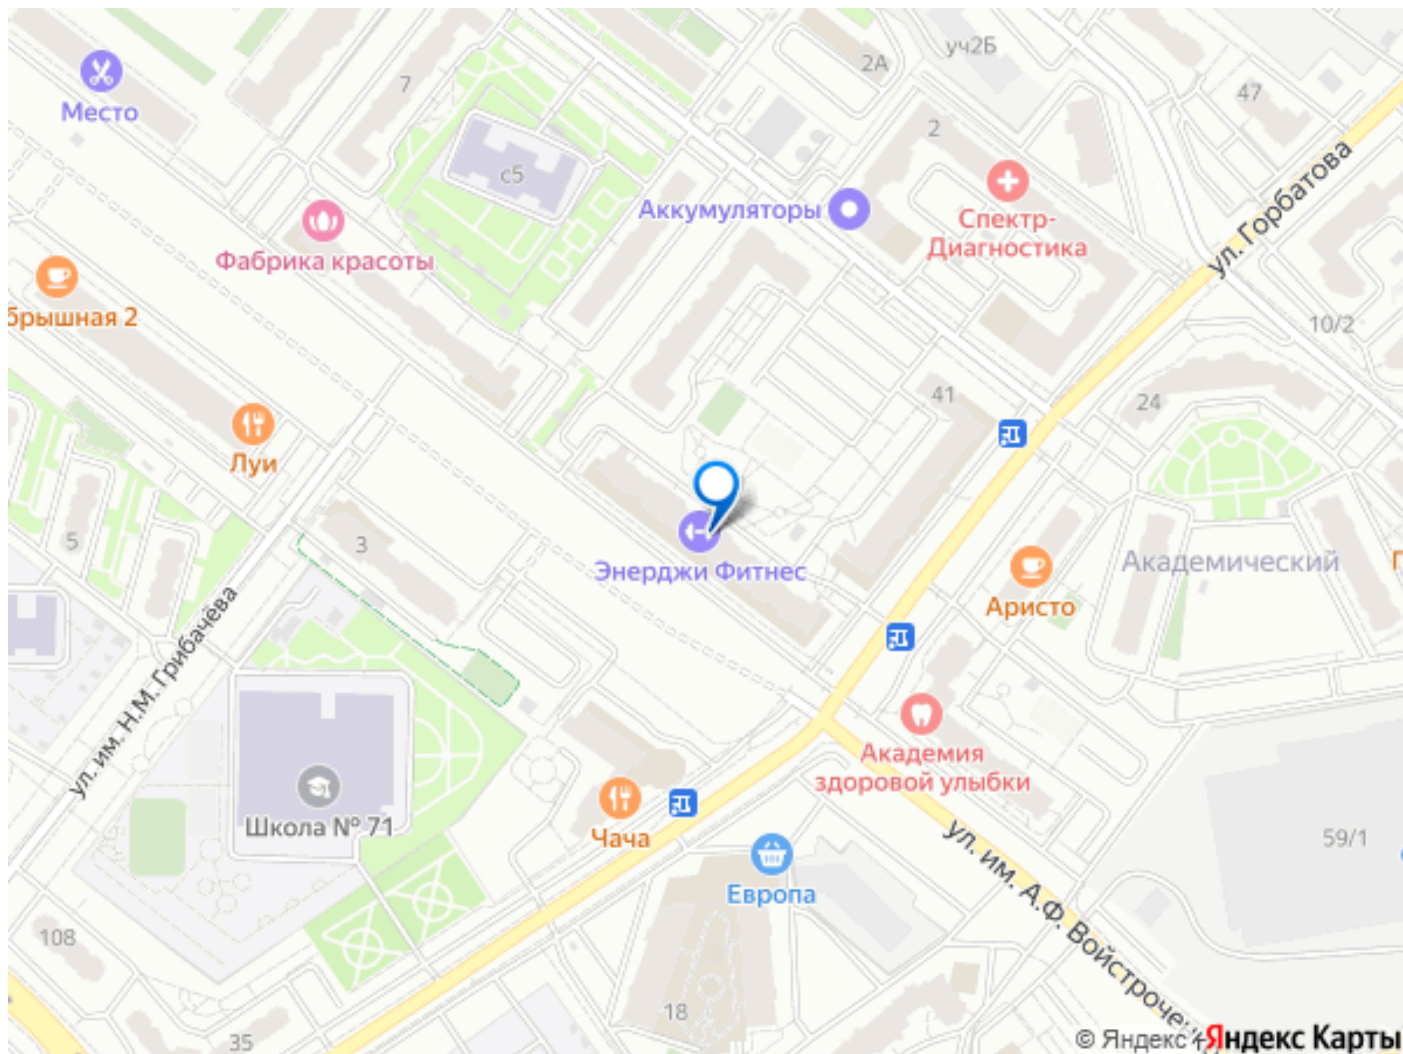 уч2Б
2А
7
47
Место
2
с5
ул. Горбатова
Аккумуляторы
Спектр-
Диагностика
Фабрика красоты
брышная 2
10/2
41
24
Луи
5
3
Академический
Энерджи Фитнес
Аристо
ул. им. Н.М. Грибачёва
Академия
здоровой улыбки
Школа № 71
Чача
59/1
ул. им. А.Ф. Войстроче
Европа
108
18
35
© Яндекс
Яндекс Карты